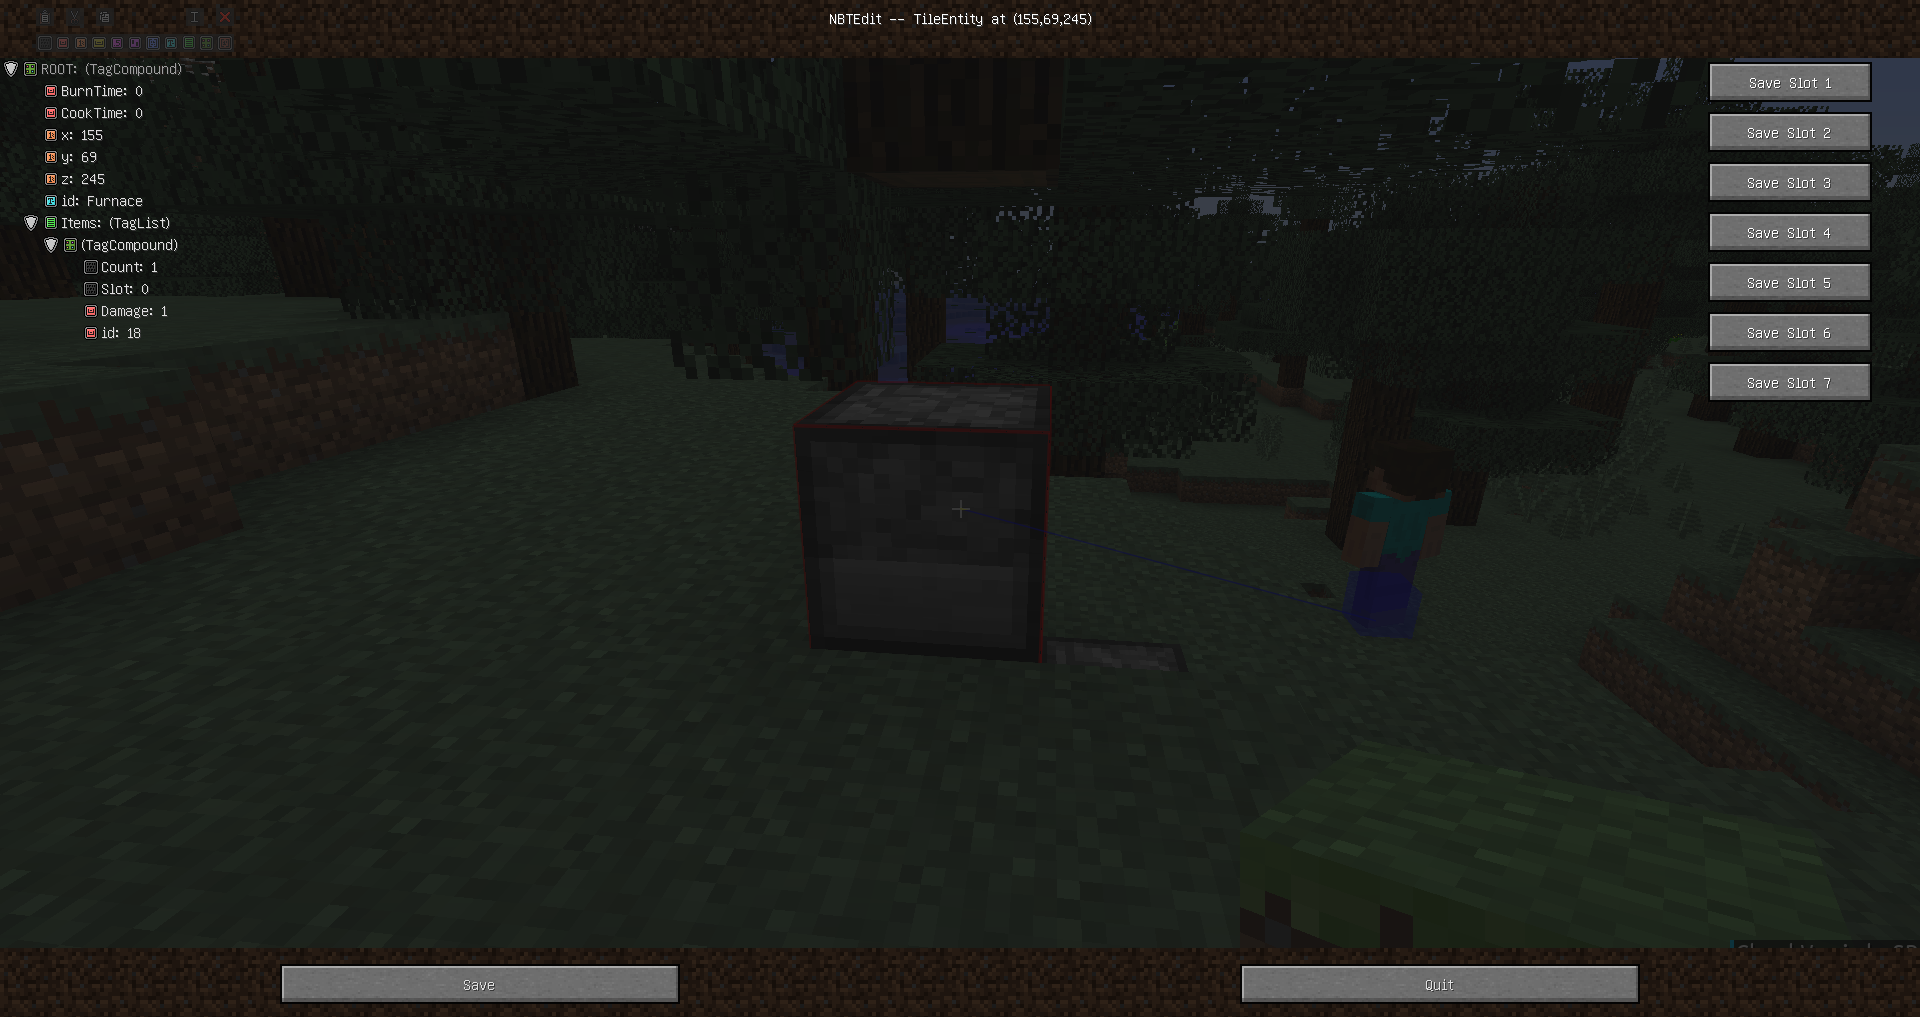 NBTEdit -- TileEntity at (155,69,245)
ROOT: (TagCompound)
BurnTime: 0
CookTime: 0
x: 155
y: 69
z: 245
id: Furnace
Items: (TagList)
(TagCompound)
Count: 1
Slot: 0
Damage: 1
id: 18
Save Slot 1
Save Slot 2
Save Slot 3
Save Slot 4
Save Slot 5
Save Slot 6
Save Slot 7
Save
Quit